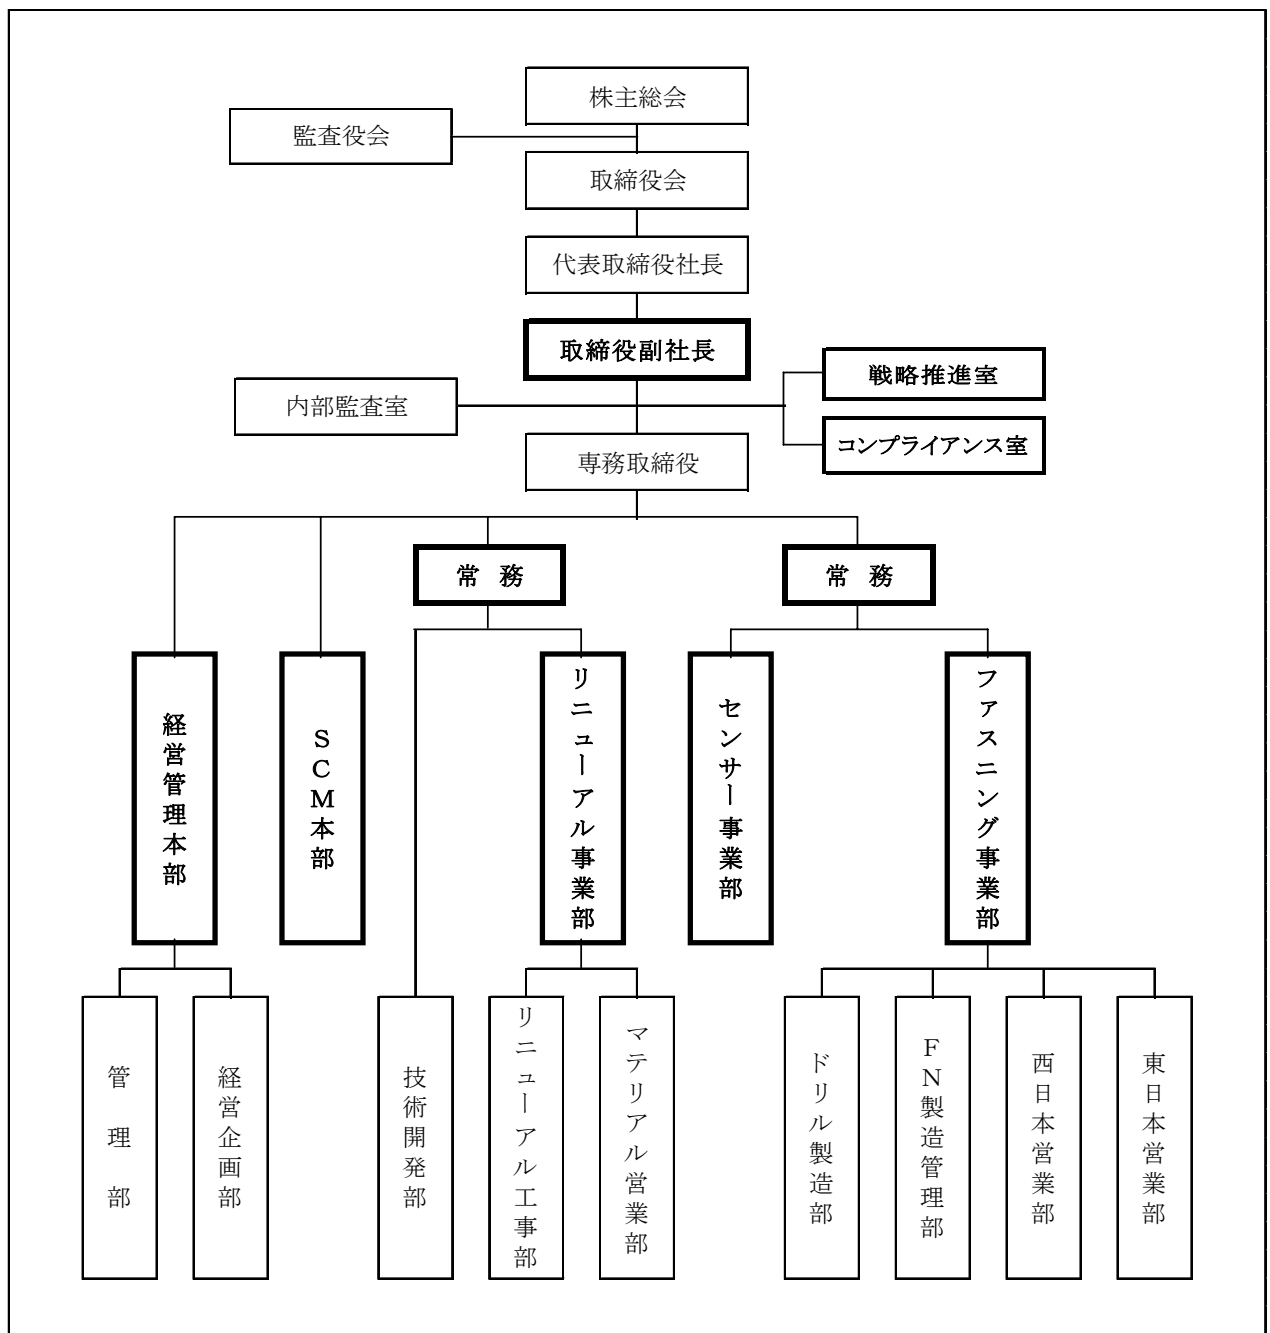 株主総会
監査役会
取締役会
代表取締役社長
取締役副社長
戦略推進室
内部監査室
コンプライアンス室
専務取締役
常 務
常 務
経営管理本部
SCM本部
リニューアル事業部
センサー事業部
ファスニング事業部
管 理 部
経営企画部
技術開発部
リニューアル工事部
マテリアル営業部
ドリル製造部
FN製造管理部
西日本営業部
東日本営業部